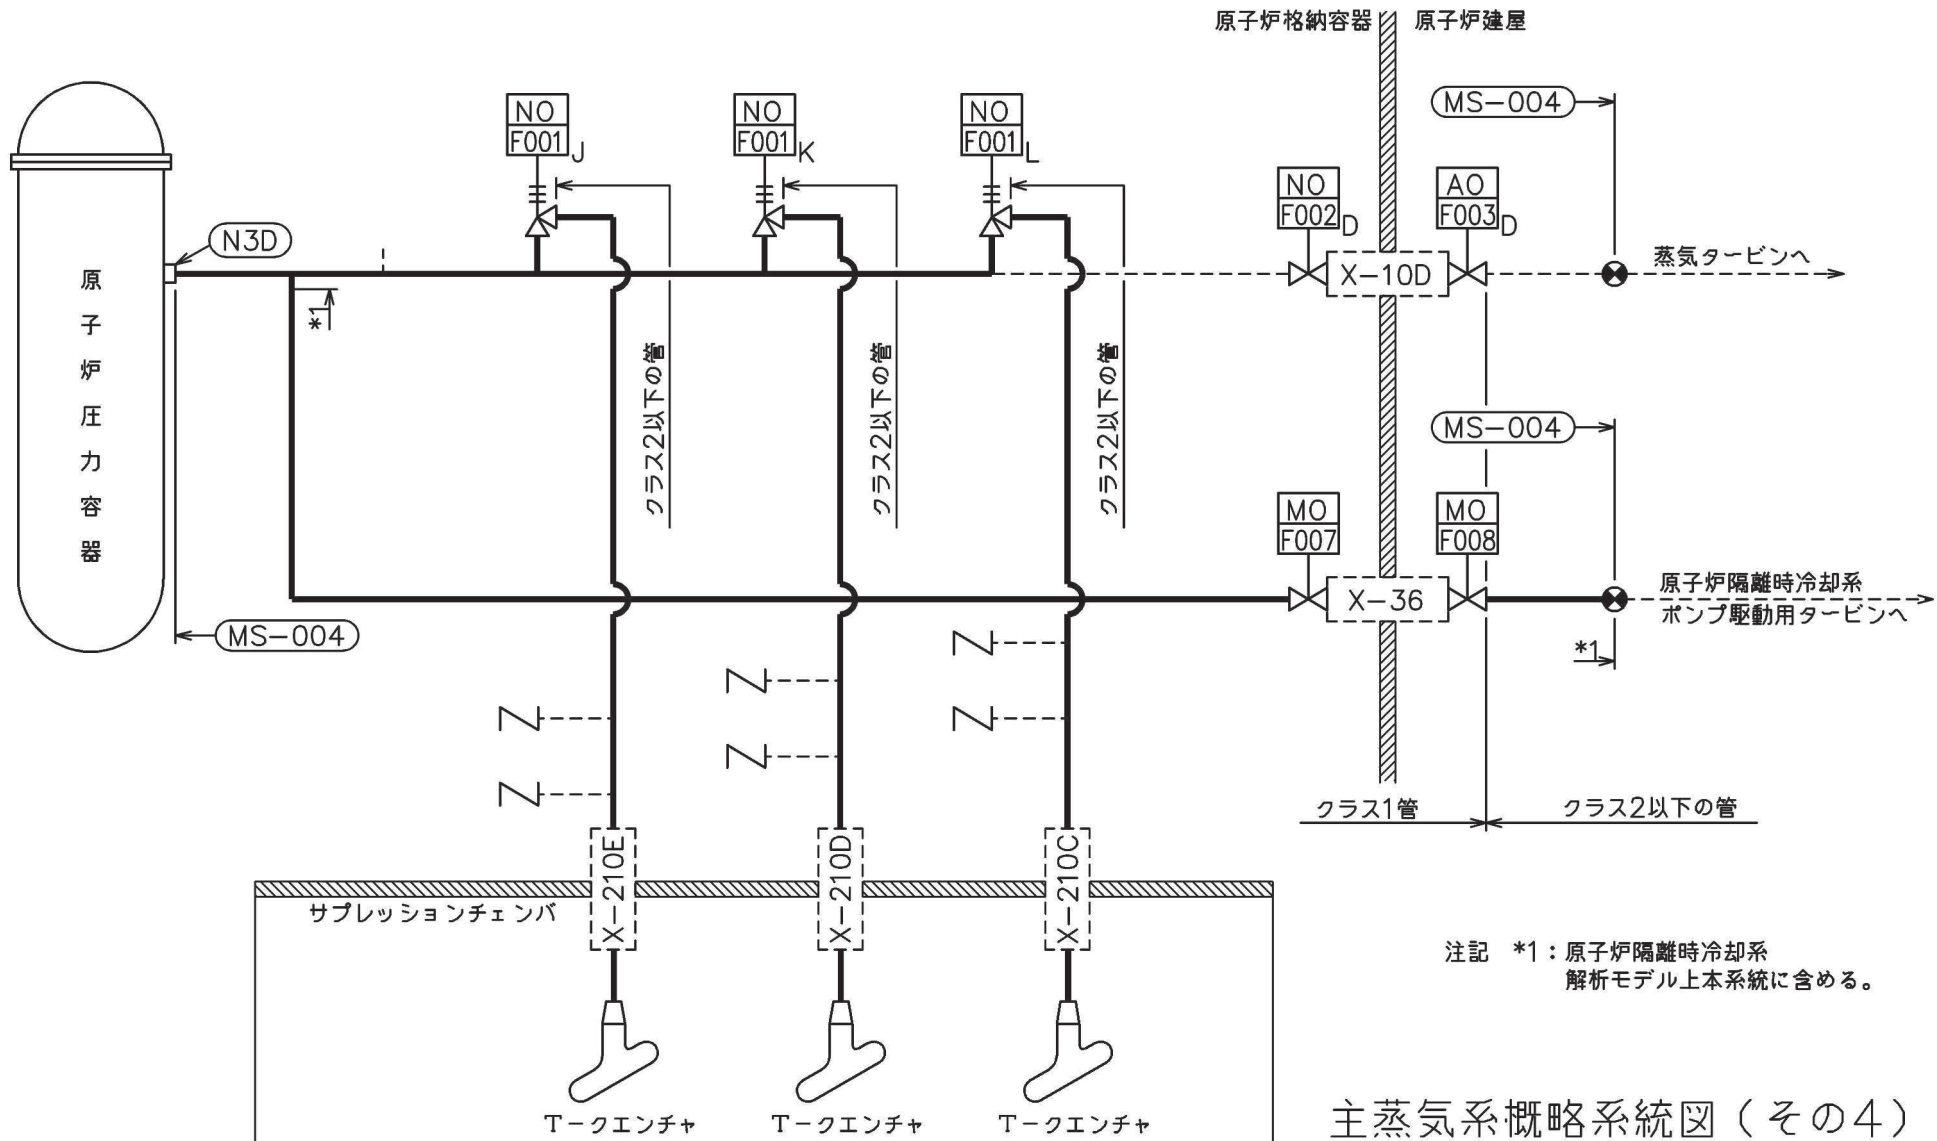 原子炉格納容器
原子炉建屋
MS-004
NO
F001
J
NO
F001
K
NO
F001
L
NO
F002
D
AO
F003
D
N3D
X-10D
蒸気タービンへ
*1
原子炉圧力容器
クラス2以下の管
クラス2以下の管
クラス2以下の管
MS-004
MO
F007
MO
F008
X-36
原子炉隔離時冷却系
ポンプ駆動用タービンへ
MS-004
*1
クラス1管
クラス2以下の管
X-210E
X-210D
X-210C
サプレッションチェンバ
注記 *1:原子炉隔離時冷却系
解析モデル上本系統に含める。
T-クエンチャ
T-クエンチャ
T-クエンチャ
主蒸気系概略系統図(その4)